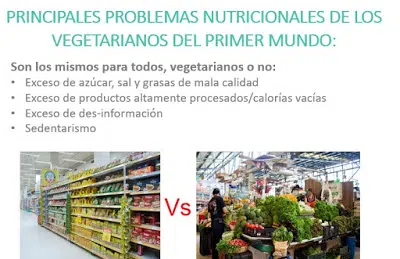 PRINCIPALES PROBLEMAS NUTRICIONALES DE LOS
VEGETARIANOS DEL PRIMER MUNDO:
Son los mismos para todos, vegetarianos o no:
• Exceso de azúcar, sal y grasas de mala calidad
• Exceso de productos altamente procesados/calorías vacías
• Exceso de des-información
• Sedentarismo
Vs